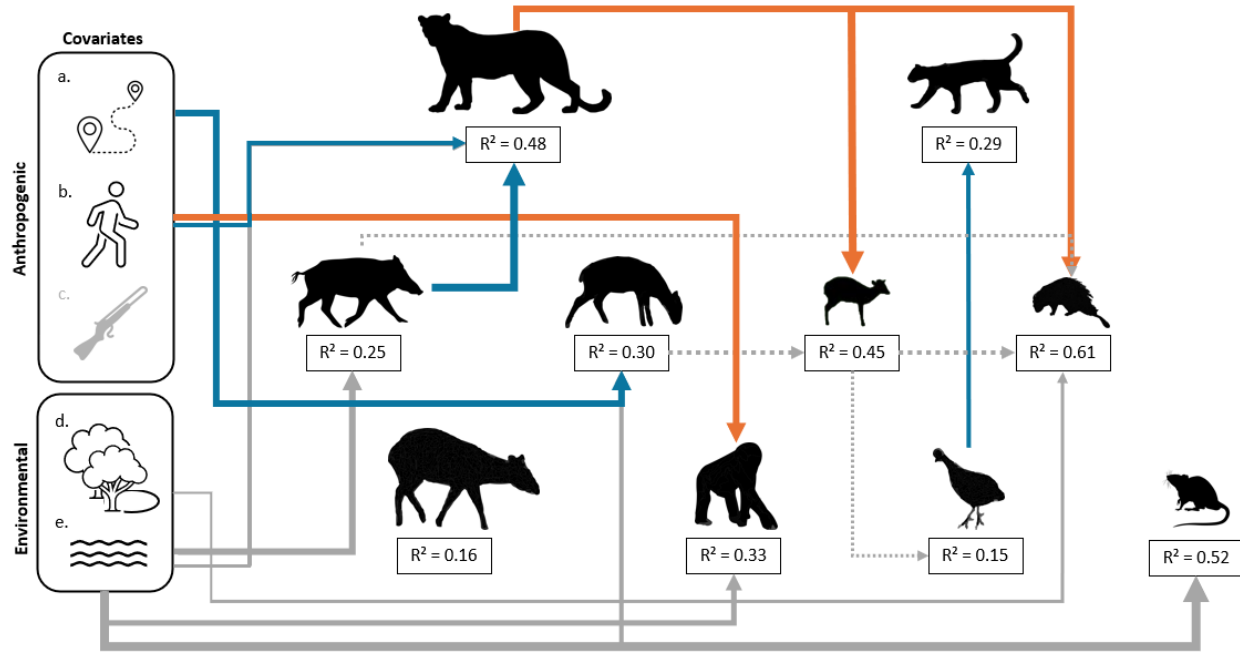 Covariates
Anthropogenic
a.
b.
c.
Environmental
d.
e.
R² = 0.48
R² = 0.29
R² = 0.25
R² = 0.30
R² = 0.45
R² = 0.61
R² = 0.16
R² = 0.33
R² = 0.15
R² = 0.52